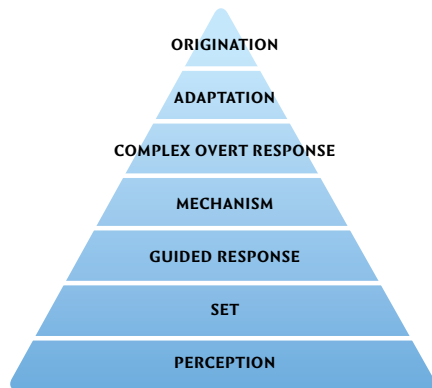 ORIGINATION
ADAPTATION
COMPLEX OVERT RESPONSE
MECHANISM
GUIDED RESPONSE
SET
PERCEPTION